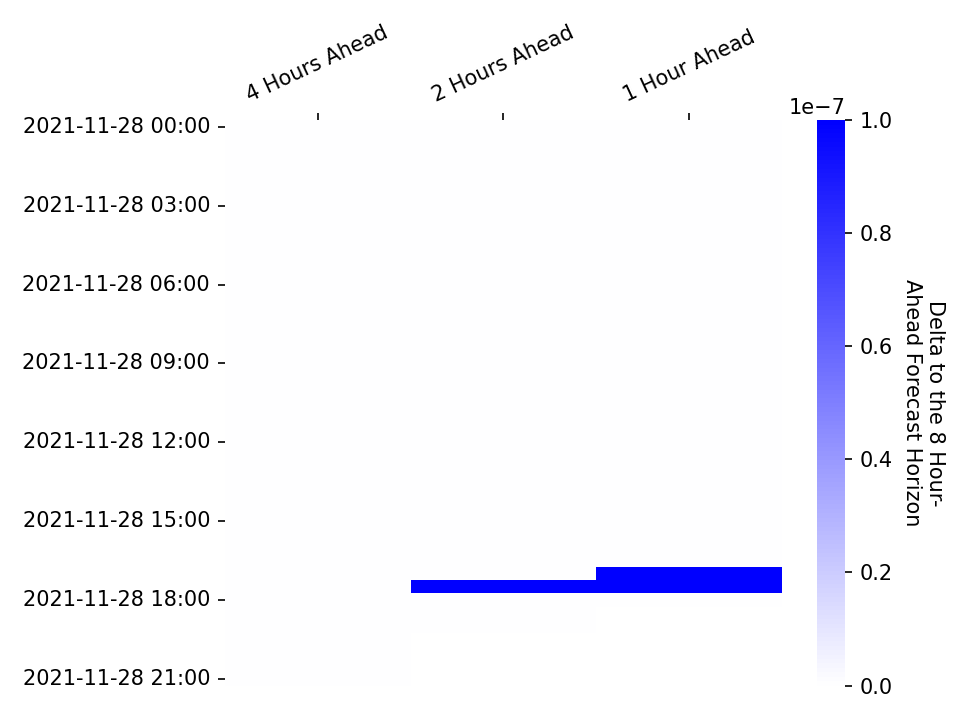 4 Hours Ahead
2 Hours Ahead
1 Hour Ahead
1e−7
2021-11-28 00:00
2021-11-28 03:00
2021-11-28 06:00
2021-11-28 09:00
2021-11-28 12:00
2021-11-28 15:00
2021-11-28 18:00
2021-11-28 21:00
1.0
0.8
0.6
0.4
0.2
0.0
Delta to the 8 Hour-
Ahead Forecast Horizon